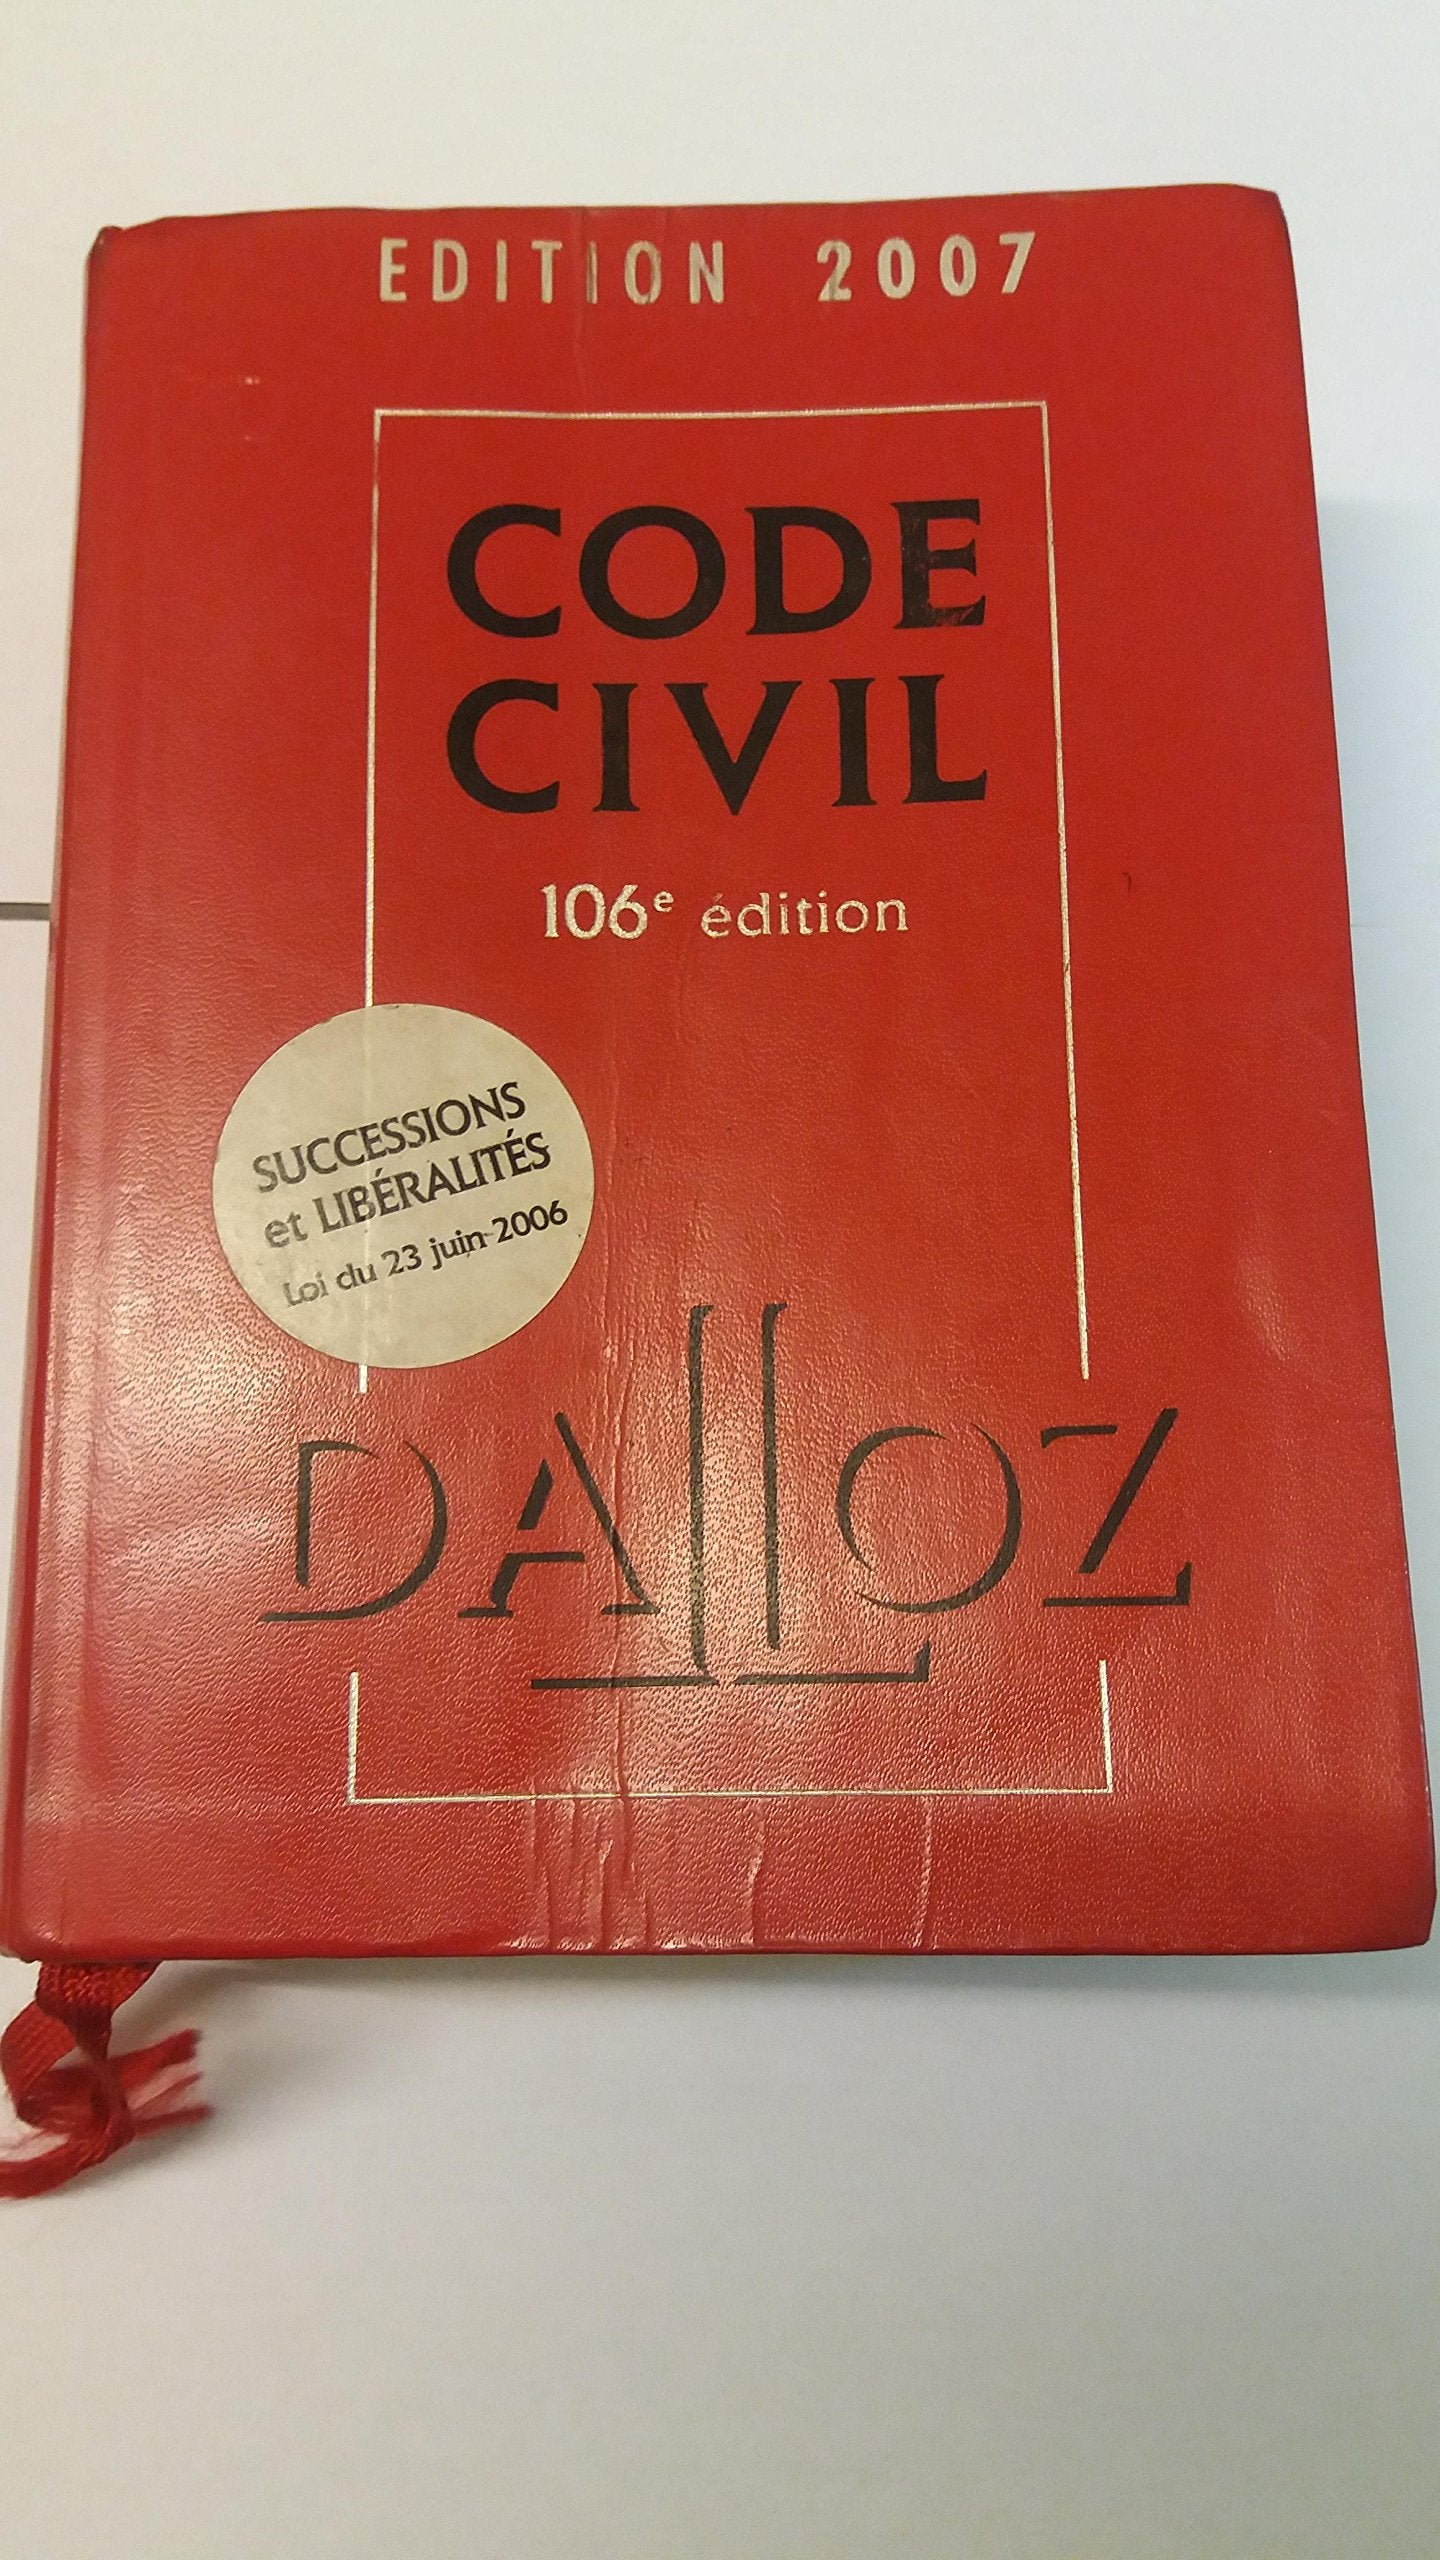 EDITION 2007
CODE
CIVIL
106e édition
SUCCESSIONS
et LIBÉRALITÉS
Loi du 23 juin 2006
DALLOZ